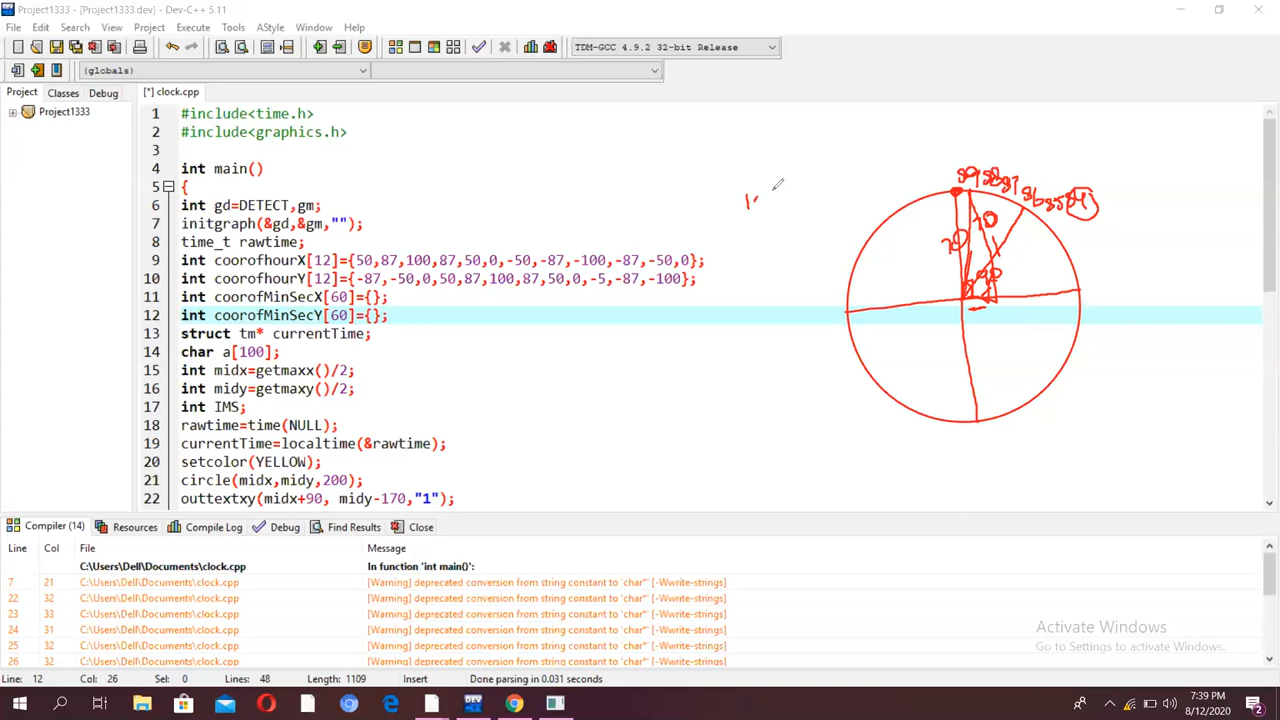 Project1333 - [Project1333.dev] - Dev-C++ 5.11
File Edit Search View Project Execute Tools AStyle Window Help
TDM-GCC 4.9.2 32-bit Release
(globals)
Project Classes Debug [*] clock.cpp
Project1333
1 #include<time.h>
2 #include<graphics.h>
3
4 int main()
5 {
6 int gd=DETECT,gm;
7 initgraph(&gd,&gm,"");
8 time_t rawtime;
9 int coorofhourX[12]={50,87,100,87,50,0,-50,-87,-100,-87,-50,0};
10 int coorofhourY[12]={-87,-50,0,50,87,100,87,50,0,-5,-87,-100};
11 int coorofMinSecX[60]={};
12 int coorofMinSecY[60]={};
13 struct tm* currentTime;
14 char a[100];
15 int midx=getmaxx()/2;
16 int midy=getmaxy()/2;
17 int IMS;
18 rawtime=time(NULL);
19 currentTime=localtime(&rawtime);
20 setcolor(YELLOW);
21 circle(midx,midy,200);
22 outtextxy(midx+90, midy-170,"1");
Compiler (14) Resources Compile Log Debug Find Results Close
Line Col File Message
C:\Users\Dell\Documents\clock.cpp In function 'int main()':
7 21 C:\Users\Dell\Documents\clock.cpp [Warning] deprecated conversion from string constant to 'char*' [-Wwrite-strings]
22 32 C:\Users\Dell\Documents\clock.cpp [Warning] deprecated conversion from string constant to 'char*' [-Wwrite-strings]
23 33 C:\Users\Dell\Documents\clock.cpp [Warning] deprecated conversion from string constant to 'char*' [-Wwrite-strings]
24 31 C:\Users\Dell\Documents\clock.cpp [Warning] deprecated conversion from string constant to 'char*' [-Wwrite-strings]
25 32 C:\Users\Dell\Documents\clock.cpp [Warning] deprecated conversion from string constant to 'char*' [-Wwrite-strings]
26 32 C:\Users\Dell\Documents\clock.cpp [Warning] deprecated conversion from string constant to 'char*' [-Wwrite-strings]
Activate Windows
Go to Settings to activate Windows.
Line: 12 Col: 26 Sel: 0 Lines: 48 Length: 1109 Insert Done parsing in 0.031 seconds
7:39 PM
8/12/2020
2